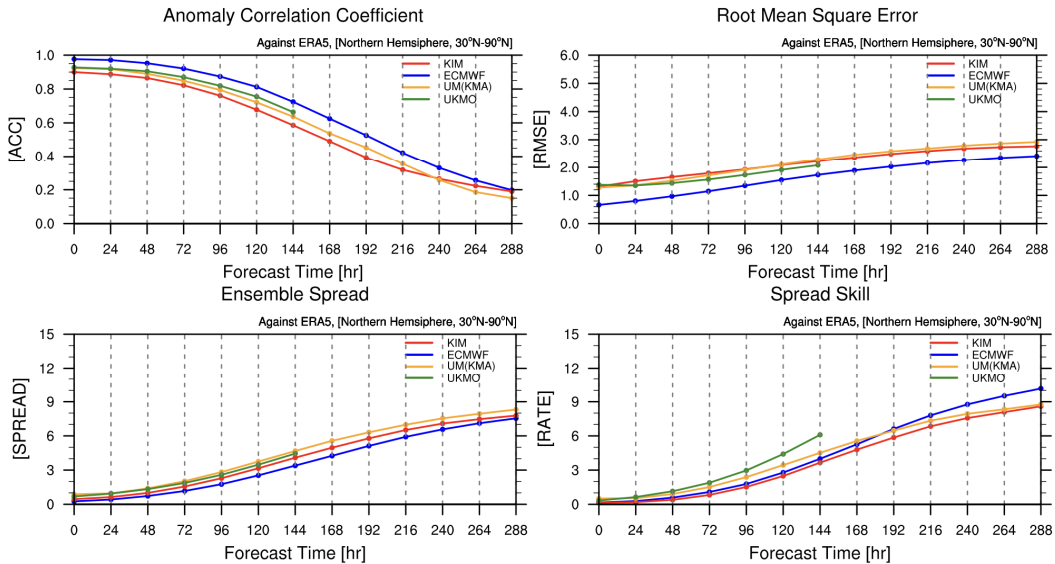 Anomaly Correlation Coefficient
Against ERA5, [Northern Hemsiphere, 30°N-90°N]
[ACC]
1.0
0.8
0.6
0.4
0.2
0.0
KIM
ECMWF
UM(KMA)
UKMO
0 24 48 72 96 120 144 168 192 216 240 264 288
Forecast Time [hr]
Root Mean Square Error
Against ERA5, [Northern Hemsiphere, 30°N-90°N]
[RMSE]
6.0
5.0
4.0
3.0
2.0
1.0
0.0
KIM
ECMWF
UM(KMA)
UKMO
0 24 48 72 96 120 144 168 192 216 240 264 288
Forecast Time [hr]
Ensemble Spread
Against ERA5, [Northern Hemsiphere, 30°N-90°N]
[SPREAD]
15
12
9
6
3
0
KIM
ECMWF
UM(KMA)
UKMO
0 24 48 72 96 120 144 168 192 216 240 264 288
Forecast Time [hr]
Spread Skill
Against ERA5, [Northern Hemsiphere, 30°N-90°N]
[RATE]
15
12
9
6
3
0
KIM
ECMWF
UM(KMA)
UKMO
0 24 48 72 96 120 144 168 192 216 240 264 288
Forecast Time [hr]